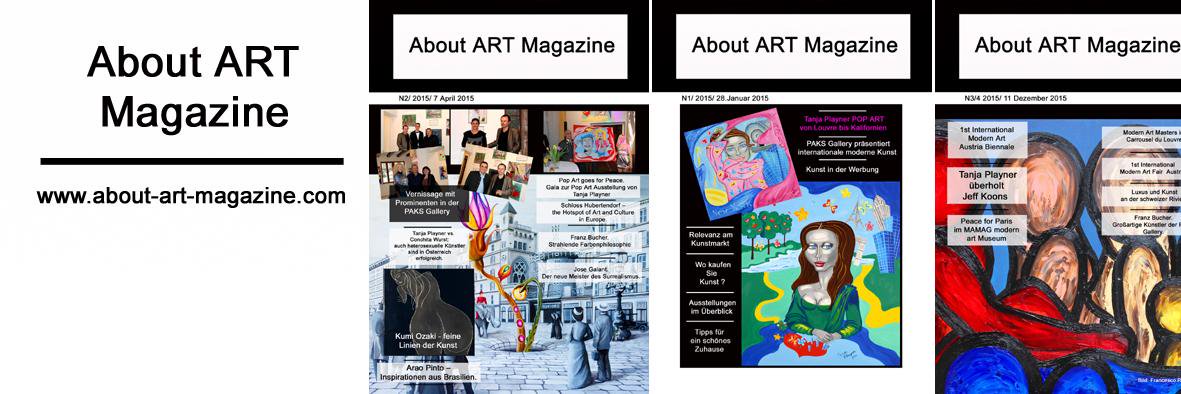 About ART
Magazine
www.about-art-magazine.com
About ART Magazine
N2/ 2015/ 7 April 2015
Vernissage mit
Prominenten in der
PAKS Gallery
Tanja Playner vs.
Conchita Wurst:
auch heterosexuelle Künstler
sind in Österreich
erfolgreich.
Kumi Ozaki - feine
Linien der Kunst
Arao Pinto –
Inspirationen aus Brasilien.
Pop Art goes for Peace.
Gala zur Pop Art Ausstellung von
Tanja Playner
Schloss Hubertendorf –
the Hotspot of Art and Culture
in Europe.
Franz Bucher.
Strahlende Farbenphilosophie
Jose Galant.
Der neue Meister des Surrealismus.
About ART Magazine
N1/ 2015/ 28.Januar 2015
Tanja Playner POP ART
von Louvre bis Kalifornien
PAKS Gallery präsentiert
internationale moderne Kunst
Kunst in der Werbung
Relevanz am
Kunstmarkt
Wo kaufen
Sie
Kunst ?
Ausstellungen
im Überblick
Tipps für
ein schönes
Zuhause
About ART Magazine
N3/4 2015/ 11 Dezember 2015
1st International
Modern Art
Austria Biennale
Tanja Playner
überholt
Jeff Koons
Peace for Paris
im MAMAG modern
art Museum
Modern Art Masters i
Carrousel du Louvre
1st International
Modern Art Fair Austri
Luxus und Kunst
an der schweizer Rivie
Franz Bucher.
Großartige Künstler der P
Gallery.
Bild: Francesco R